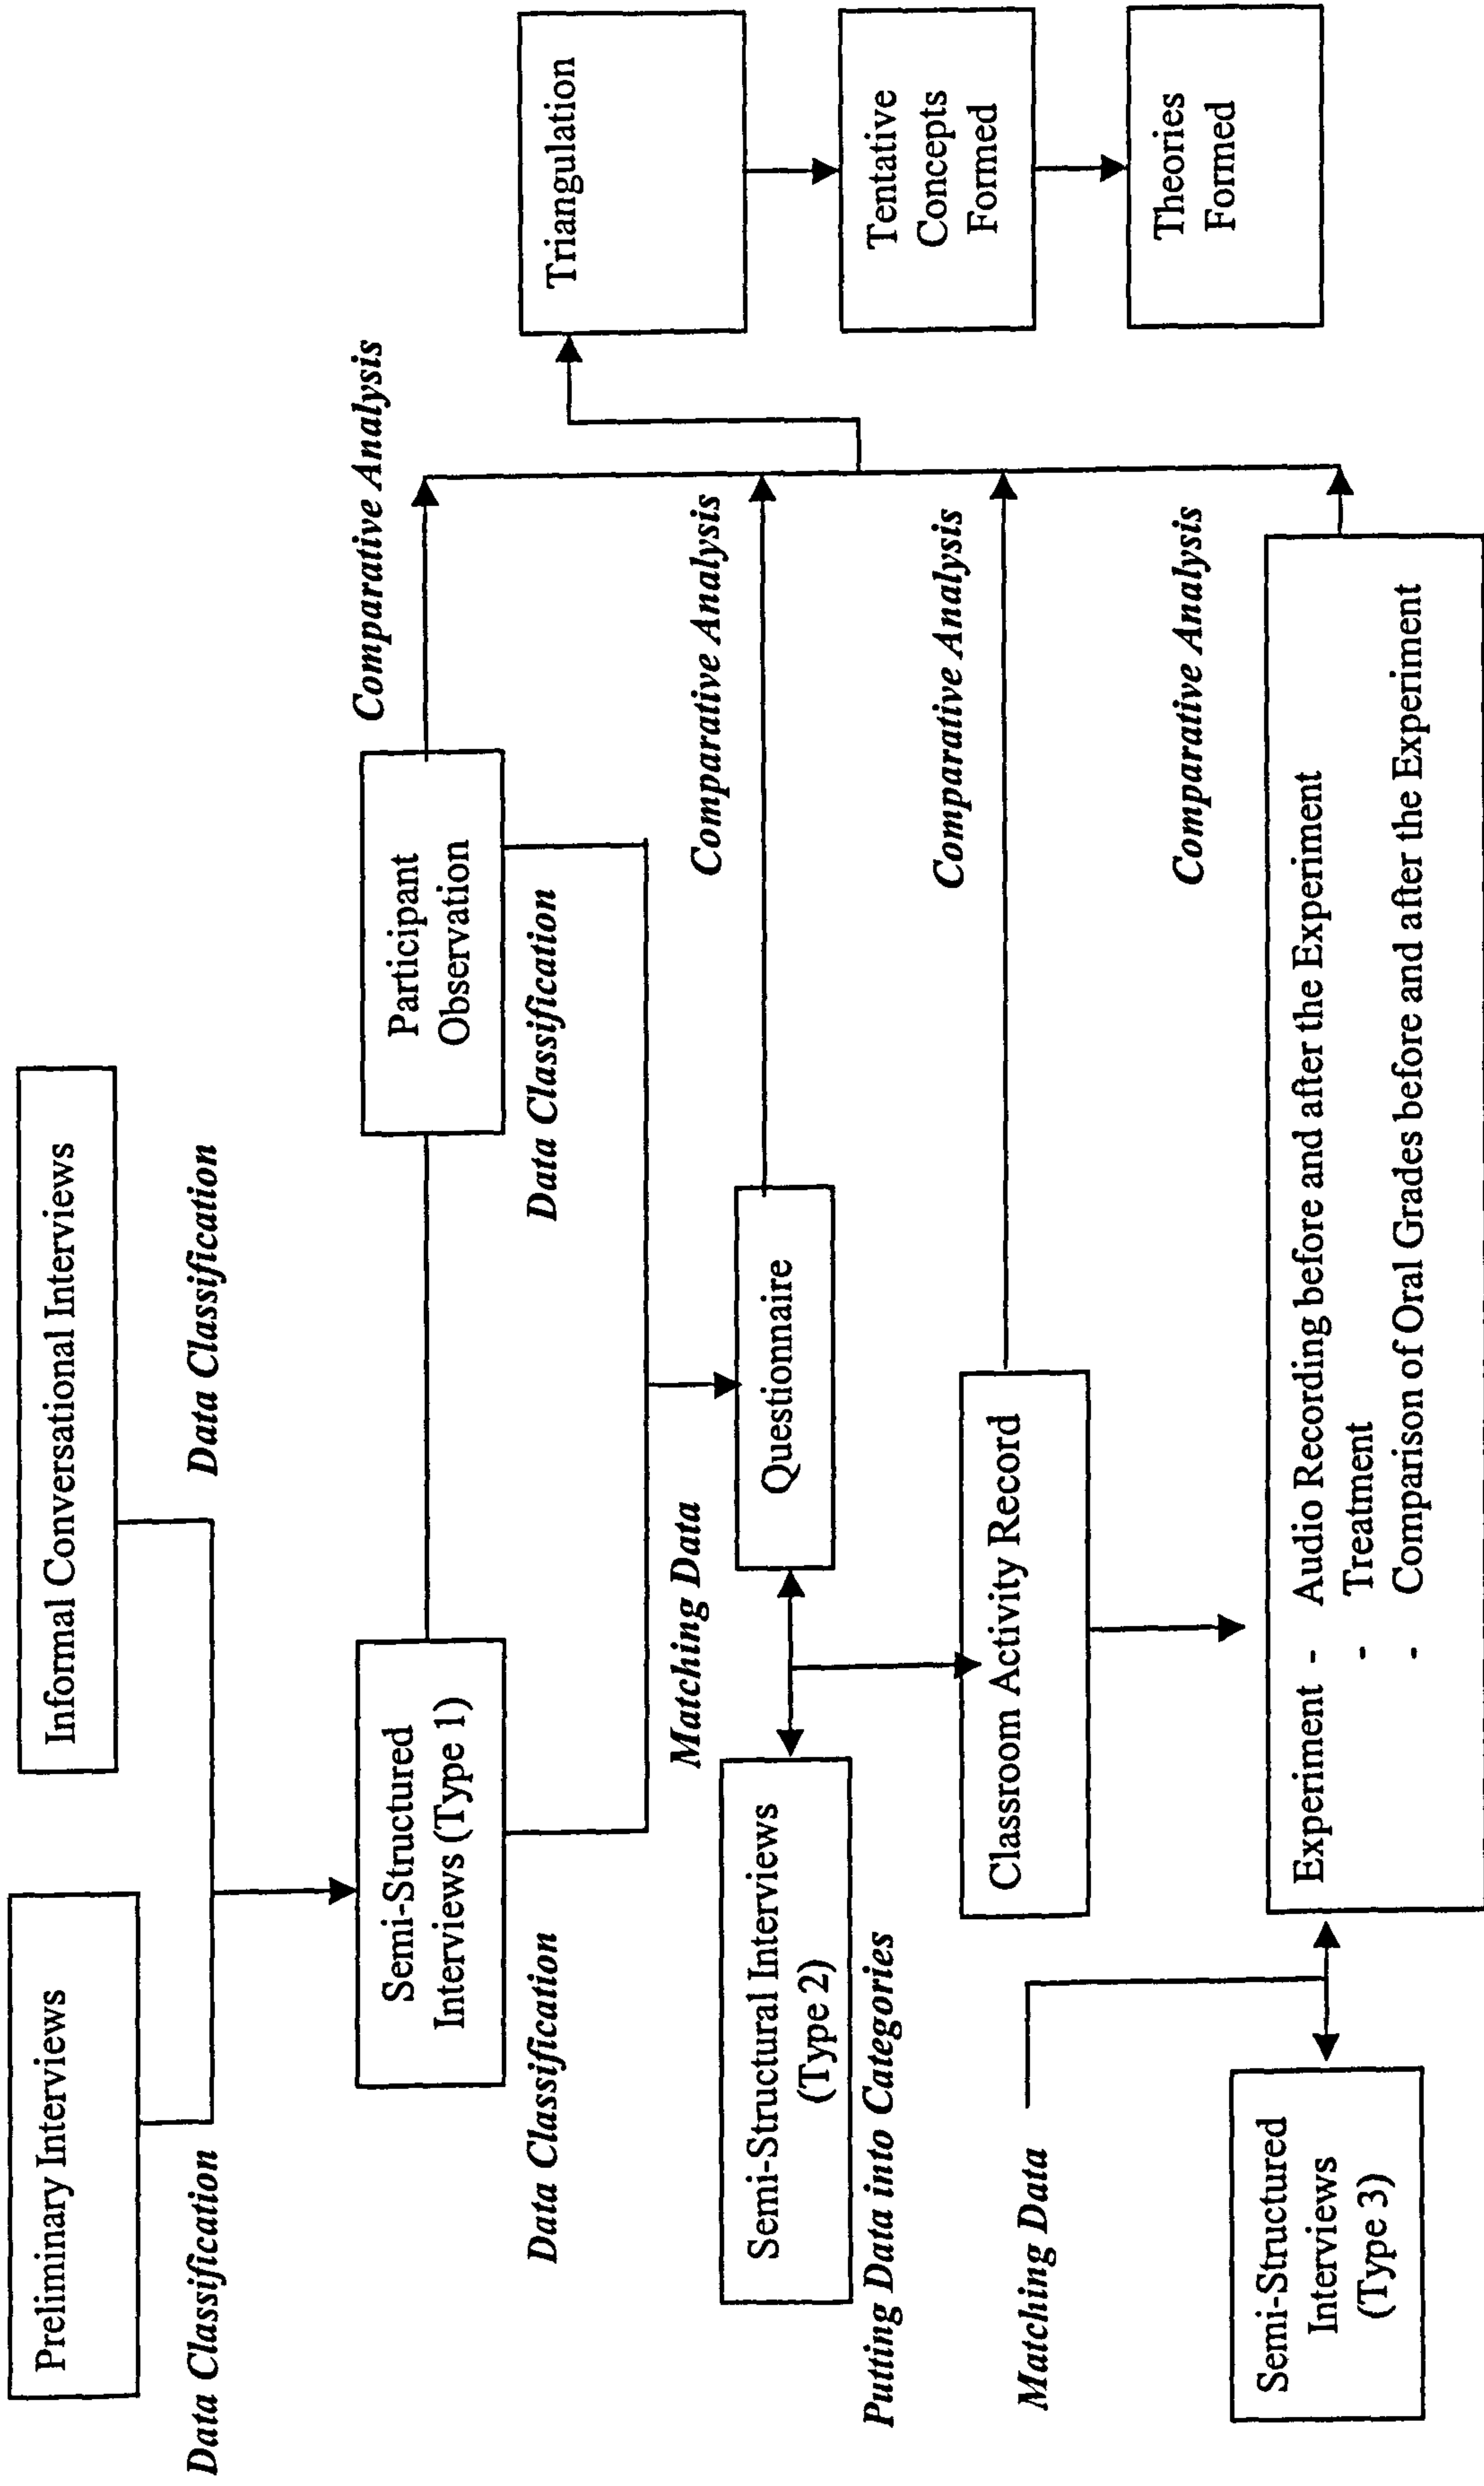 Preliminary Interviews
Informal Conversational Interviews
Data Classification
Data Classification
Semi-Structured
Interviews (Type 1)
Participant
Observation
Comparative Analysis
Data Classification
Data Classification
Triangulation
Matching Data
Semi-Structural Interviews
(Type 2)
Questionnaire
Comparative Analysis
Putting Data into Categories
Tentative
Concepts
Formed
Classroom Activity Record
Comparative Analysis
Matching Data
Theories
Formed
Comparative Analysis
Semi-Structured
Interviews
(Type 3)
Experiment - Audio Recording before and after the Experiment
- Treatment
- Comparison of Oral Grades before and after the Experiment